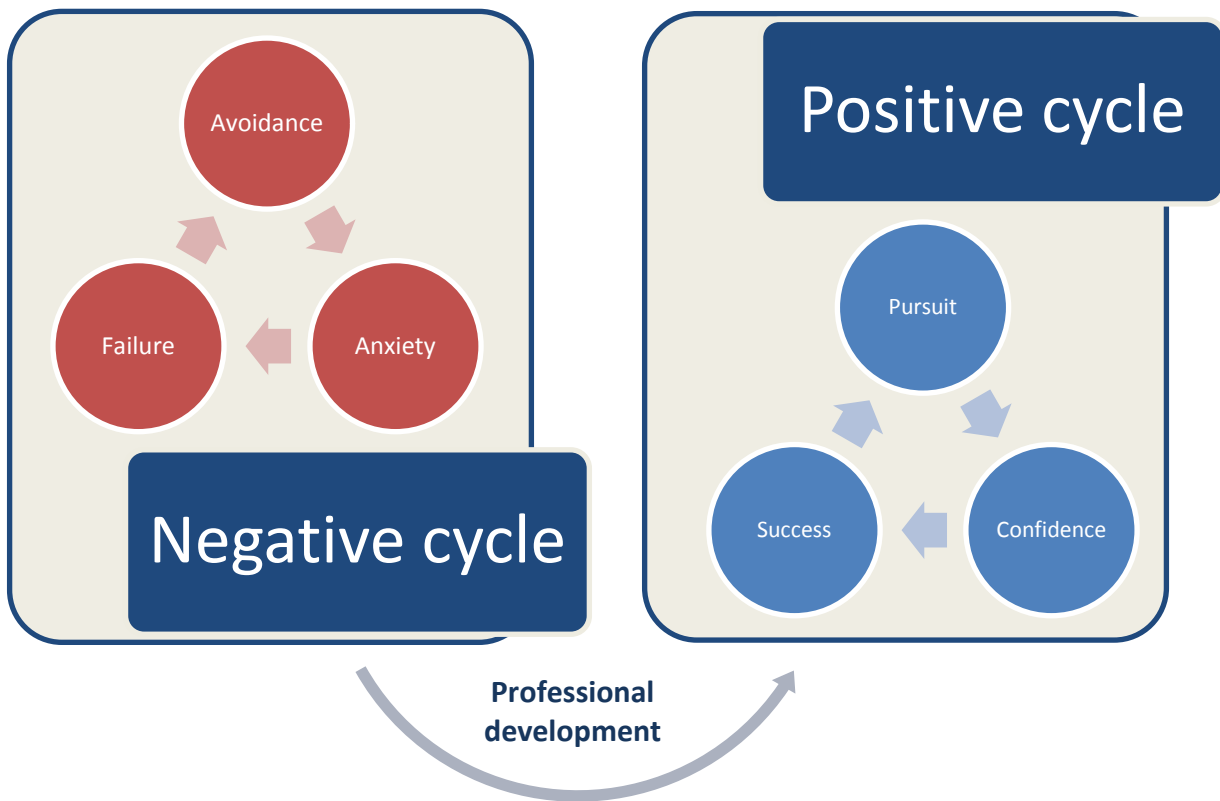 Avoidance
Failure
Anxiety
Negative cycle
Positive cycle
Pursuit
Success
Confidence
Professional
development